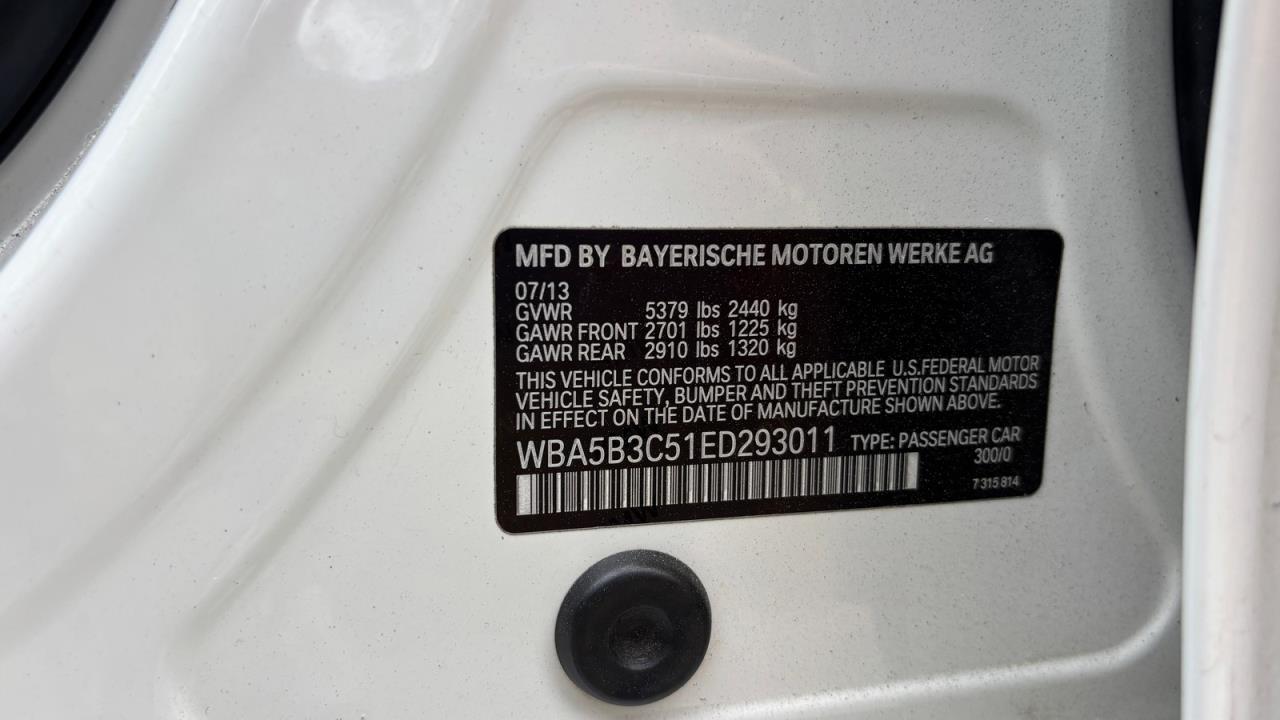 MFD BY BAYERISCHE MOTOREN WERKE AG
07/13
GVWR 5379 lbs 2440 kg
GAWR FRONT 2701 lbs 1225 kg
GAWR REAR 2910 lbs 1320 kg
THIS VEHICLE CONFORMS TO ALL APPLICABLE U.S.FEDERAL MOTOR
VEHICLE SAFETY, BUMPER AND THEFT PREVENTION STANDARDS
IN EFFECT ON THE DATE OF MANUFACTURE SHOWN ABOVE.
WBA5B3C51ED293011 TYPE: PASSENGER CAR
300/0
7 315 814